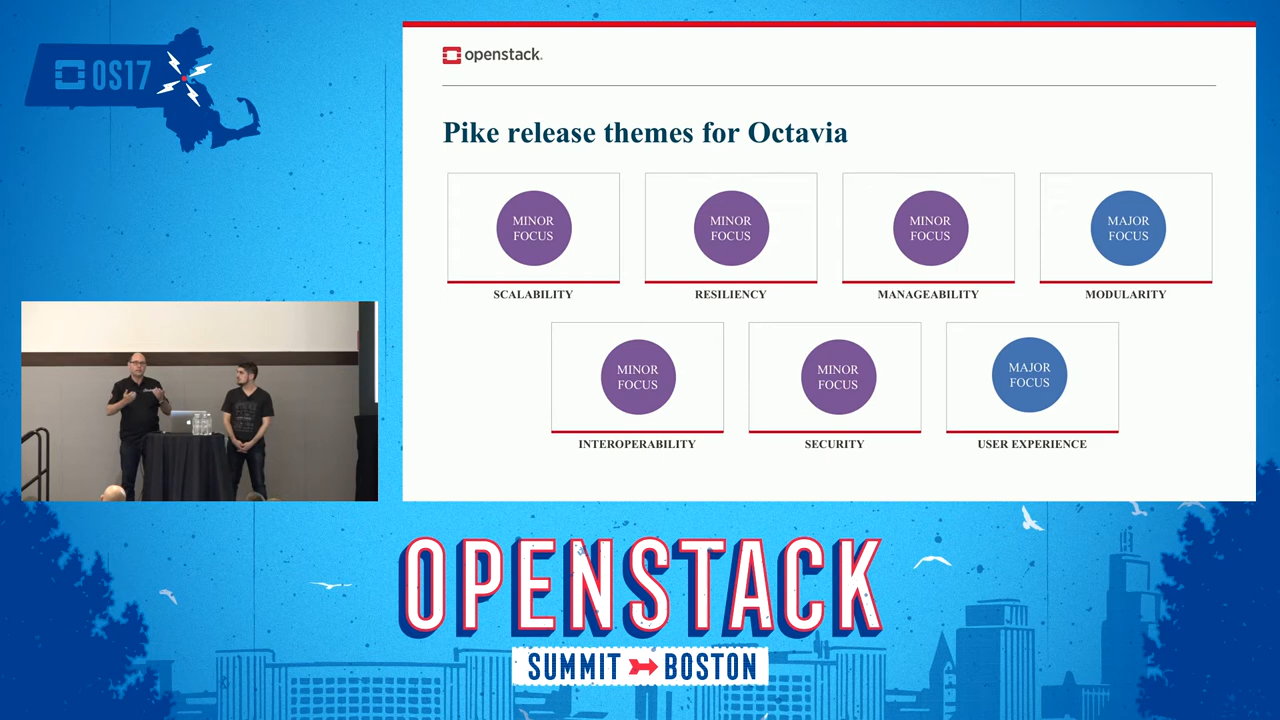 OS17
openstack.
Pike release themes for Octavia
MINOR
FOCUS
SCALABILITY
MINOR
FOCUS
RESILIENCY
MINOR
FOCUS
MANAGEABILITY
MAJOR
FOCUS
MODULARITY
MINOR
FOCUS
INTEROPERABILITY
MINOR
FOCUS
SECURITY
MAJOR
FOCUS
USER EXPERIENCE
OPENSTACK
SUMMIT BOSTON